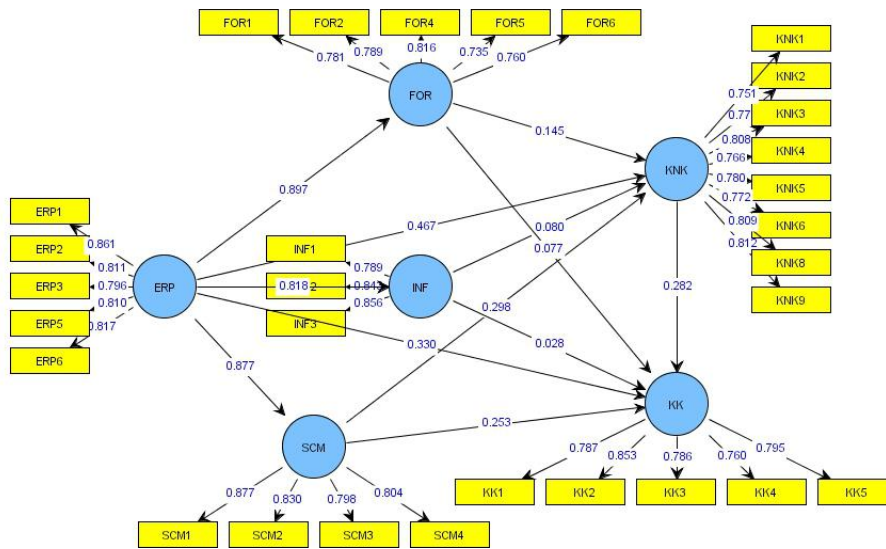 FOR1 FOR2 FOR4 FOR5 FOR6
0.781 0.789 0.816 0.735 0.760
FOR
KNK1
KNK2
KNK3
KNK4
KNK5
KNK6
KNK8
KNK9
0.751
0.77
0.808
0.766
0.780
0.772
0.809
0.812
KNK
0.145
0.897
0.467
0.080
0.077
ERP1
ERP2
ERP3
ERP5
ERP6
0.861
0.811
0.796
0.810
0.817
ERP
INF1
2
INF3
0.789
0.818
0.856
INF
0.298
0.282
0.330
0.028
0.877
0.253
SCM
KK
0.877 0.830 0.798 0.804
SCM1 SCM2 SCM3 SCM4
0.787 0.853 0.786 0.760 0.795
KK1 KK2 KK3 KK4 KK5